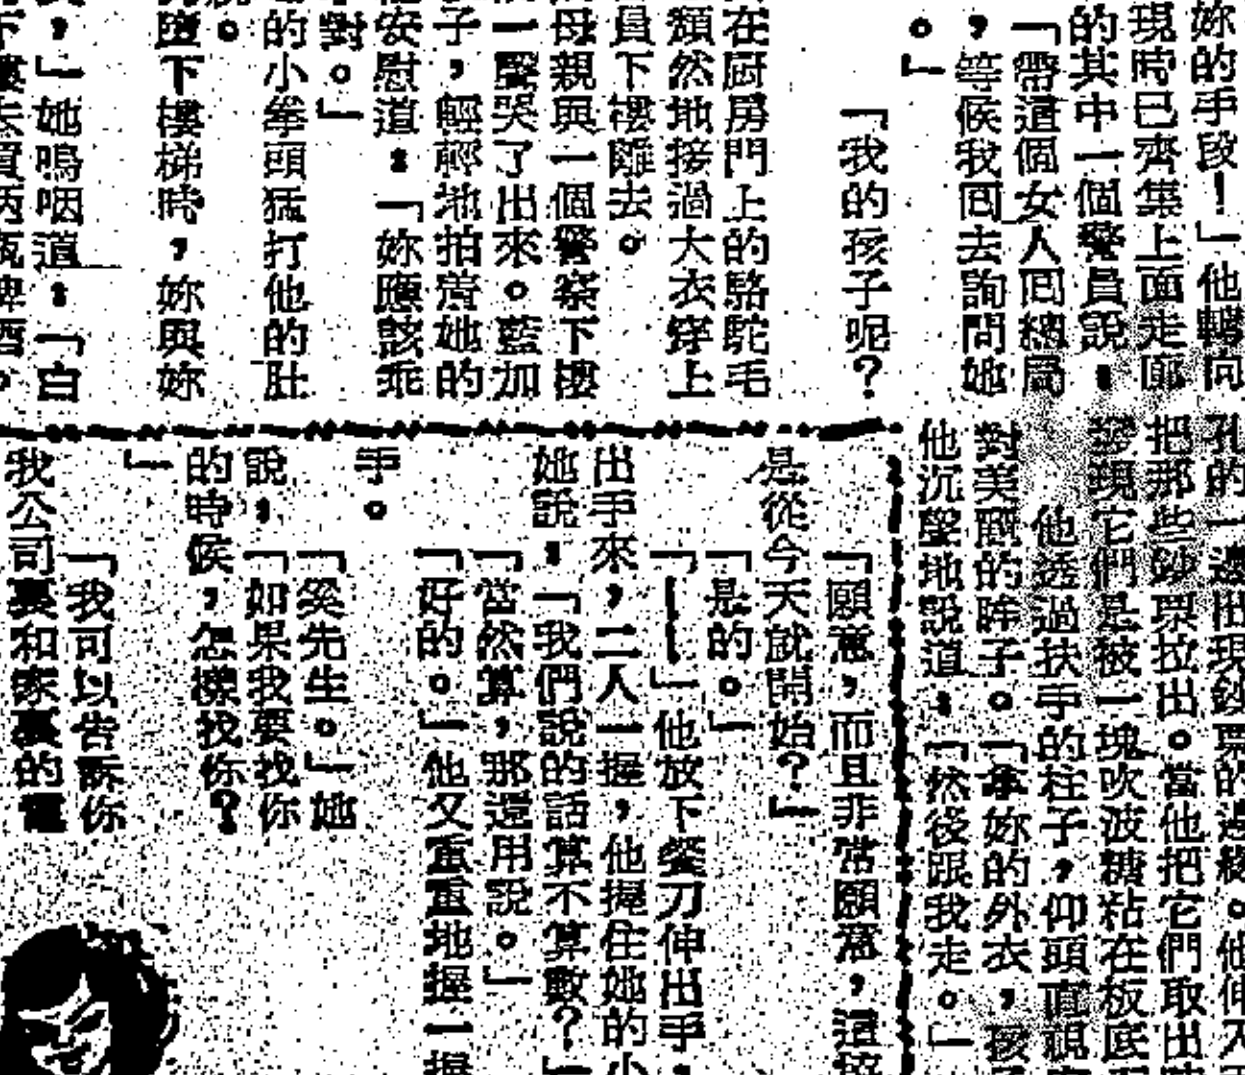 妳的手段！」他轉向
現時已齊集上面走廊
的其中一個警員說：
「帶這個女人囘總局
，等候我囘去詢問她
。」
「我的孩子呢？
在厨房門上的駱駝毛
頹然地接過大衣穿上
員下樓離去。
母親與一個警察下樓
一聲哭了出來。藍加
子，輕輕地拍着她的
安慰道：「妳應該乖
對。」
的小拳頭猛打他的肚
。
墮下樓梯時，妳與妳
，」她嗚咽道：「白
孔的一邊出現鈔票的邊緣。他伸入
把那些鈔票拉出。當他把它們取出
發現它們是被一塊吹波糖粘在板底
他透過扶手的柱子，仰頭直視
對美麗的眸子。「拿妳的外衣，孩
他沉聲地說道：「然後跟我走。」
「願意，而且非常願意，這
是從今天就開始？」
「是的。」
「——」他放下餐刀伸出手，
出手來，二人一握，他握住她的小
她說：「我們說的話算不算數？」
「當然算，那還用說。」
「好的。」他又重重地握一握
手。
「奚先生。」她
說：「如果我要找你
的時候，怎樣找你？
」
「我可以告訴你
我公司裏和家裏的電